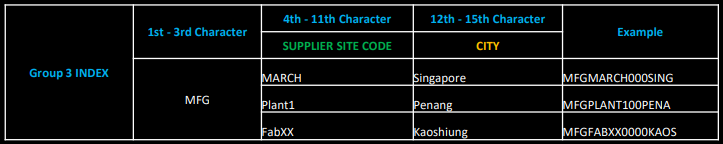 Group 3 INDEX
1st - 3rd Character
4th - 11th Character
12th - 15th Character
Example
SUPPLIER SITE CODE
CITY
MFG
MARCH
Singapore
MFGMARCH000SING
Plant1
Penang
MFGPLANT100PENA
FabXX
Kaoshiung
MFGFABXX0000KAOS